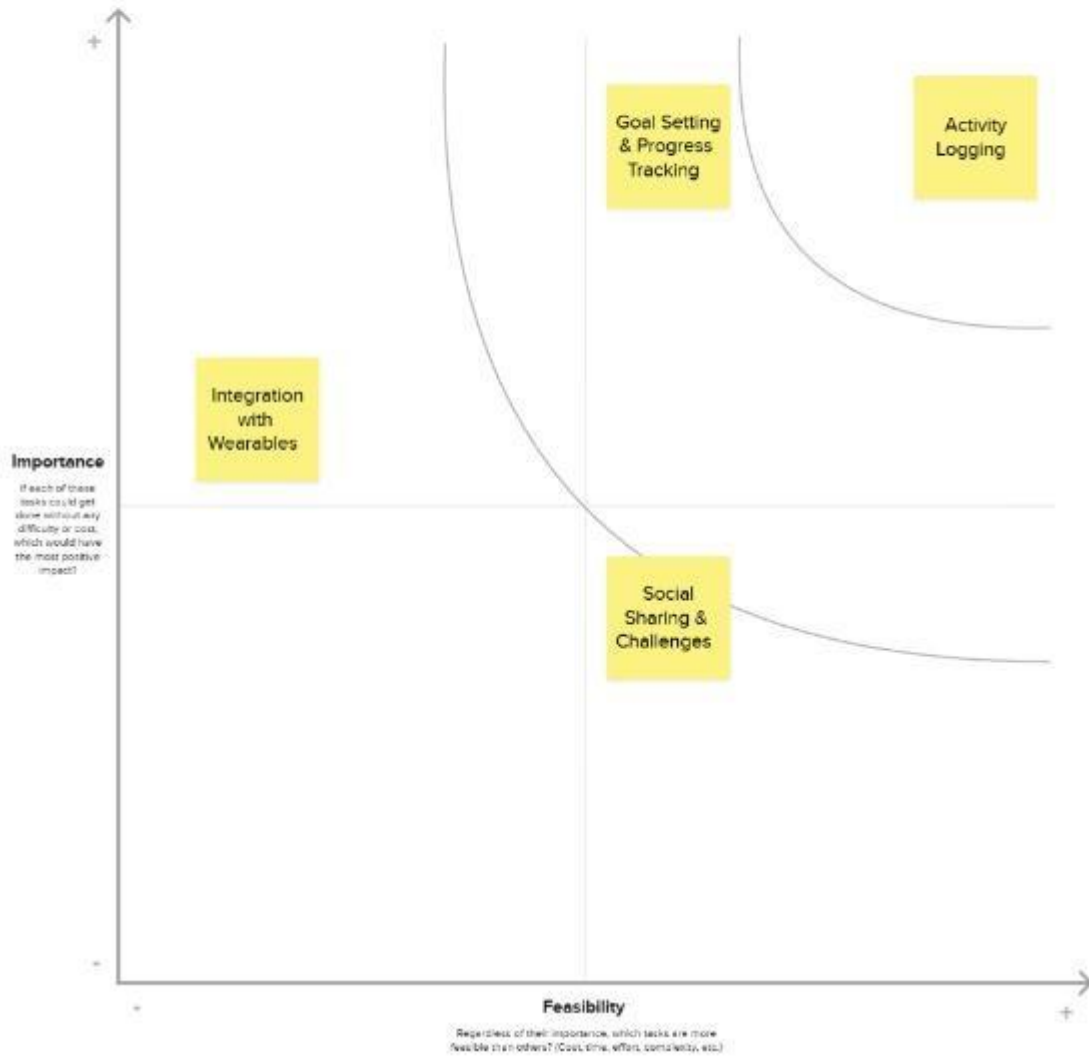 +
Goal Setting
& Progress
Tracking
Activity
Logging
Integration
with
Wearables
Importance
If each of these
tasks could get
done without any
difficulty or cost,
which would have
the most positive
impact?
Social
Sharing &
Challenges
-
-
Feasibility
+
Regardless of their importance, which tasks are more
feasible than others? (Cost, time, effort, complexity, etc.)